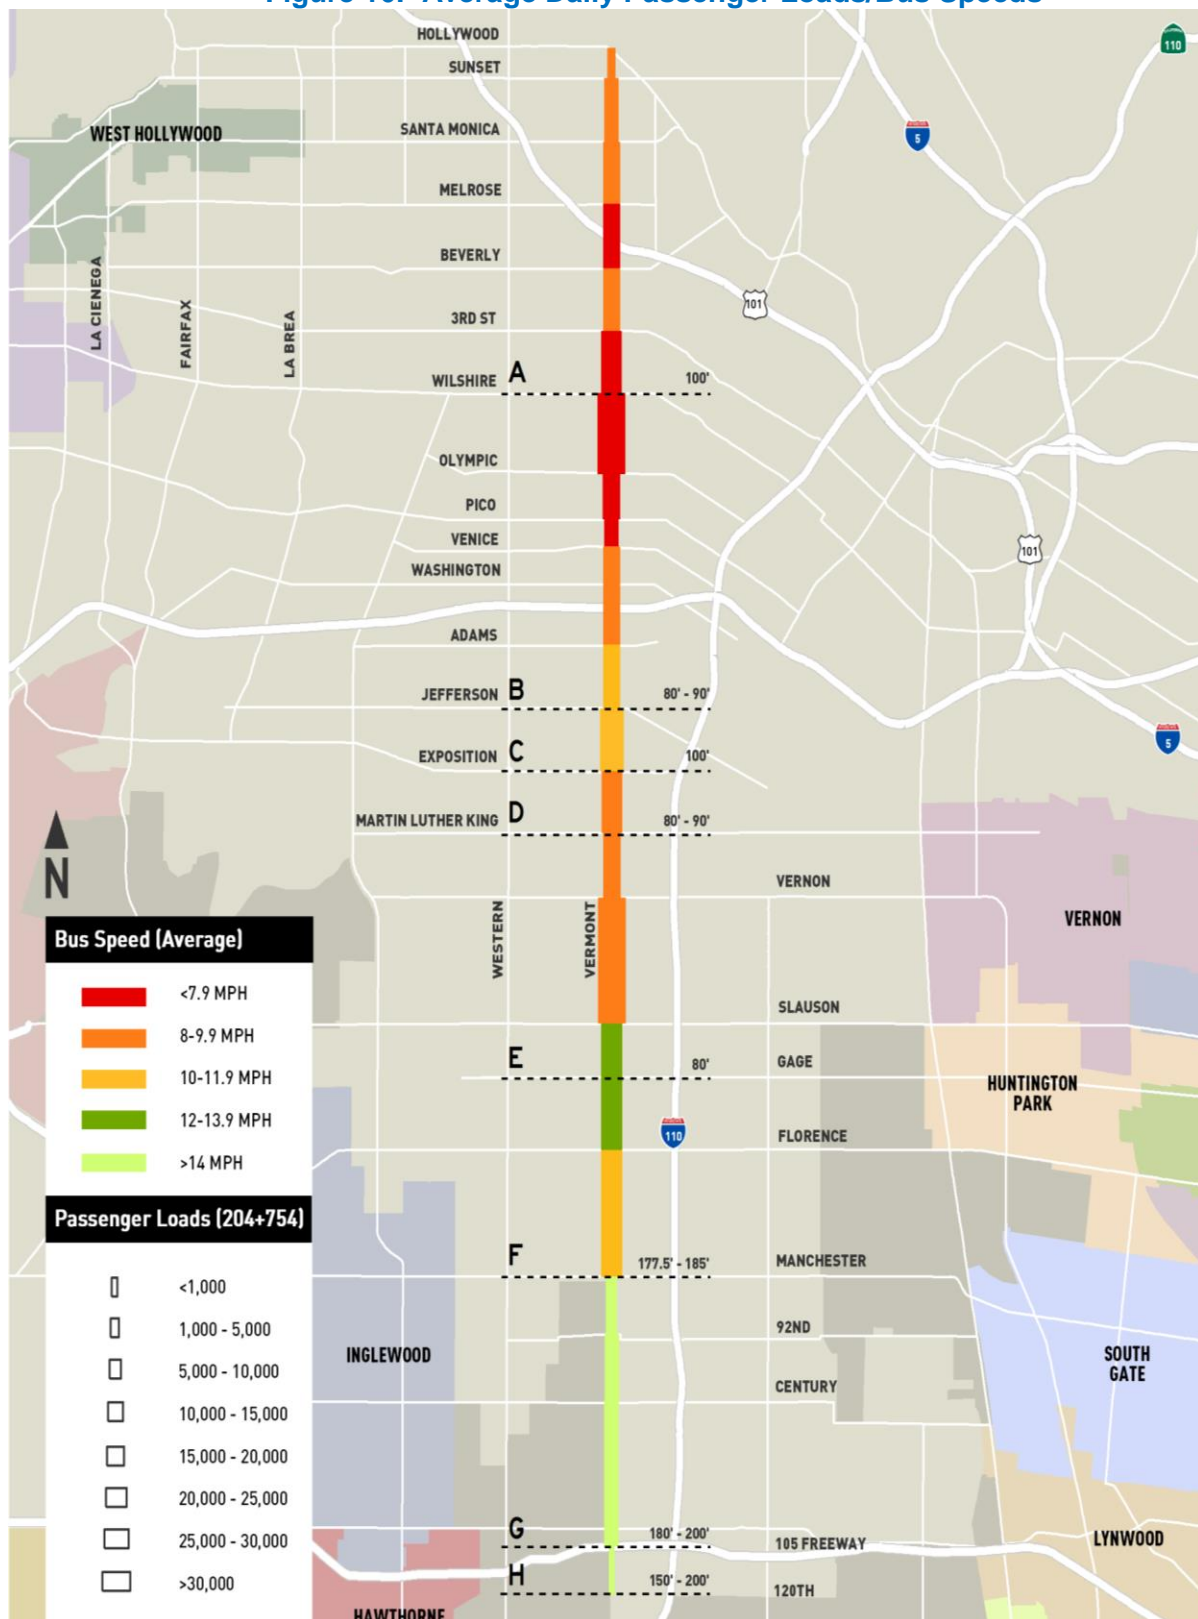 Figure 16: Average Daily Passenger Loads/Bus Speeds
HOLLYWOOD
110
SUNSET
SANTA MONICA
WEST HOLLYWOOD
5
MELROSE
BEVERLY
LA CIENEGA
FAIRFAX
LA BREA
101
3RD ST
WILSHIRE A 100'
OLYMPIC
PICO
VENICE
101
WASHINGTON
ADAMS
JEFFERSON B 80' - 90'
5
EXPOSITION C 100'
MARTIN LUTHER KING D 80' - 90'
N
VERNON
VERNON
WESTERN
VERMONT
Bus Speed (Average)
<7.9 MPH
8-9.9 MPH
10-11.9 MPH
12-13.9 MPH
>14 MPH
SLAUSON
E 80' GAGE
HUNTINGTON
PARK
110
FLORENCE
Passenger Loads (204+754)
<1,000
1,000 - 5,000
5,000 - 10,000
10,000 - 15,000
15,000 - 20,000
20,000 - 25,000
25,000 - 30,000
>30,000
F 177.5' - 185' MANCHESTER
92ND
INGLEWOOD
SOUTH
GATE
CENTURY
G 180' - 200'
105 FREEWAY
LYNWOOD
H 150' - 200' 120TH
HAWTHORNE